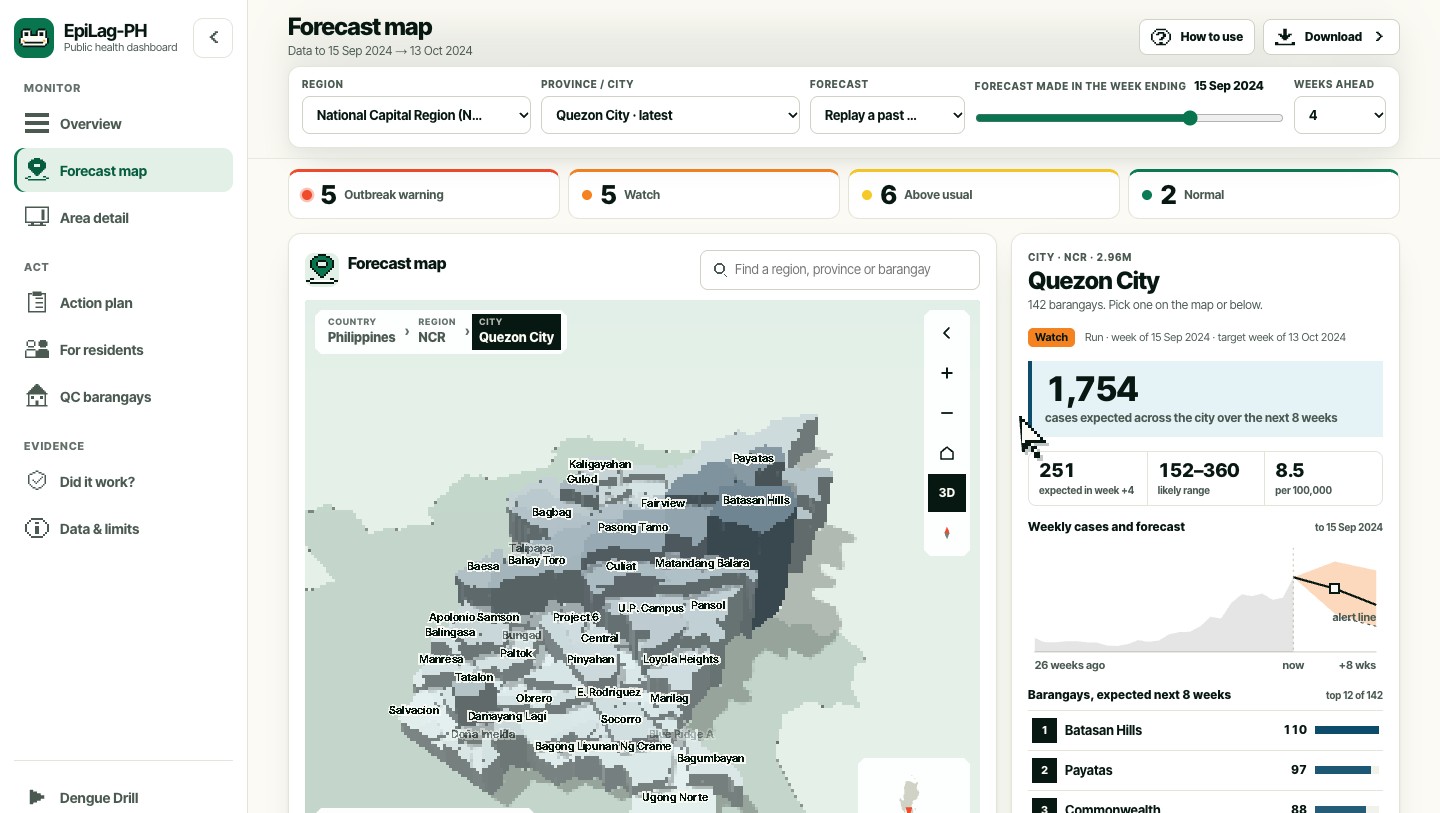 EpiLag-PH
Public health dashboard
MONITOR
Overview
Forecast map
Area detail
ACT
Action plan
For residents
QC barangays
EVIDENCE
Did it work?
Data & limits
Dengue Drill
Forecast map
Data to 15 Sep 2024 → 13 Oct 2024
How to use
Download
REGION
National Capital Region (N...
PROVINCE / CITY
Quezon City · latest
FORECAST
Replay a past ...
FORECAST MADE IN THE WEEK ENDING 15 Sep 2024
WEEKS AHEAD
4
5 Outbreak warning
5 Watch
6 Above usual
2 Normal
Forecast map
Find a region, province or barangay
COUNTRY
Philippines
REGION
NCR
CITY
Quezon City
3D
Kaligayahan
Payatas
Gulod
Fairview
Batasan Hills
Bagbag
Pasong Tamo
Talipapa
Bahay Toro
Baesa
Culiat
Matandang Balara
U.P. Campus
Pansol
Apolonio Samson
Project 6
Balingasa
Bungad
Central
Paltok
Manresa
Pinyahan
Loyola Heights
Tatalon
E. Rodriguez
Obrero
Marilag
Salvacion
Damayang Lagi
Socorro
Doña Imelda
Blue Ridge A
Bagong Lipunan Ng Crame
Bagumbayan
Ugong Norte
CITY · NCR · 2.96M
Quezon City
142 barangays. Pick one on the map or below.
Watch
Run · week of 15 Sep 2024 · target week of 13 Oct 2024
1,754
cases expected across the city over the next 8 weeks
251
expected in week +4
152–360
likely range
8.5
per 100,000
Weekly cases and forecast
to 15 Sep 2024
alert line
26 weeks ago
now
+8 wks
Barangays, expected next 8 weeks
top 12 of 142
1 Batasan Hills 110
2 Payatas 97
3 Commonwealth 88